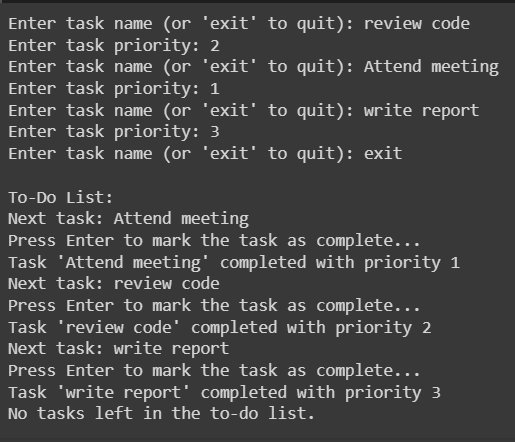 Enter task name (or 'exit' to quit): review code
Enter task priority: 2
Enter task name (or 'exit' to quit): Attend meeting
Enter task priority: 1
Enter task name (or 'exit' to quit): write report
Enter task priority: 3
Enter task name (or 'exit' to quit): exit

To-Do List:
Next task: Attend meeting
Press Enter to mark the task as complete...
Task 'Attend meeting' completed with priority 1
Next task: review code
Press Enter to mark the task as complete...
Task 'review code' completed with priority 2
Next task: write report
Press Enter to mark the task as complete...
Task 'write report' completed with priority 3
No tasks left in the to-do list.